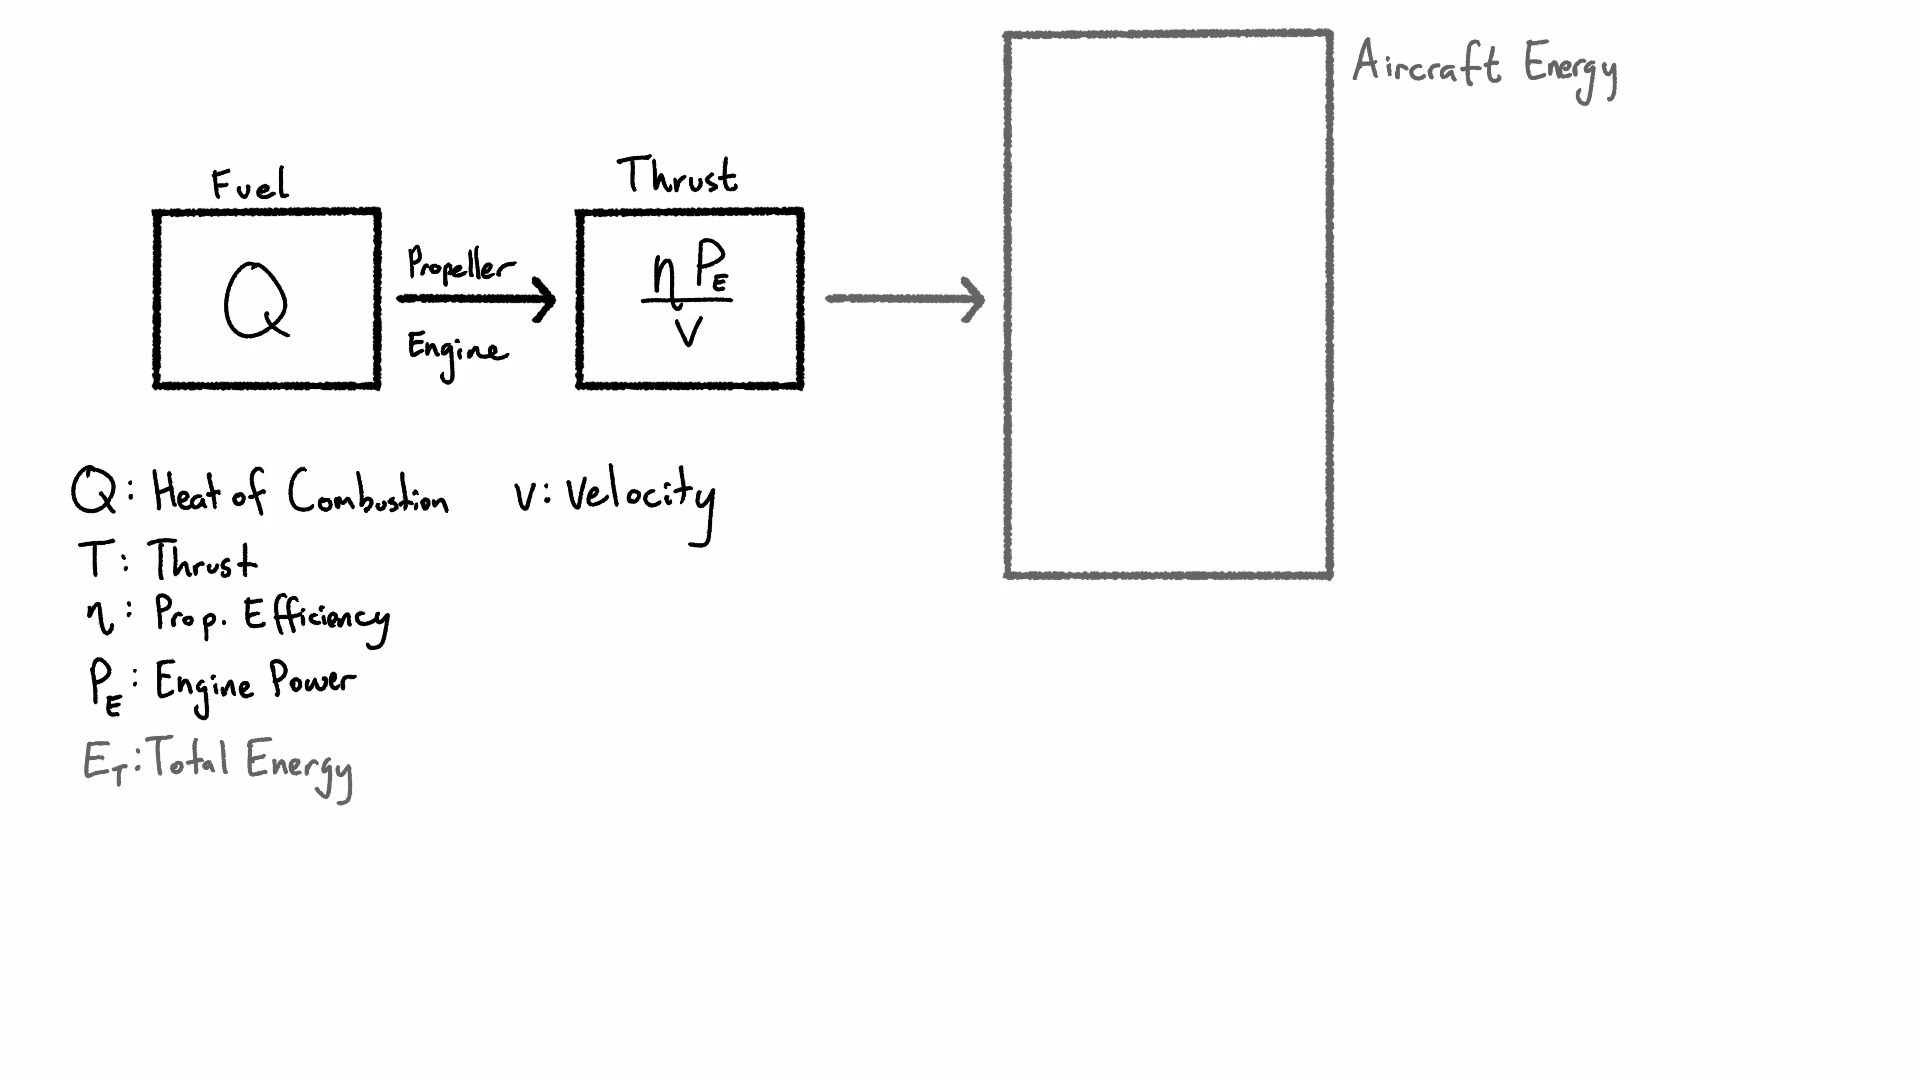 Aircraft Energy
Fuel
Thrust
Q
Propeller
Engine
η P_E
V
Q: Heat of Combustion
V: Velocity
T: Thrust
η: Prop. Efficiency
P_E: Engine Power
E_T: Total Energy